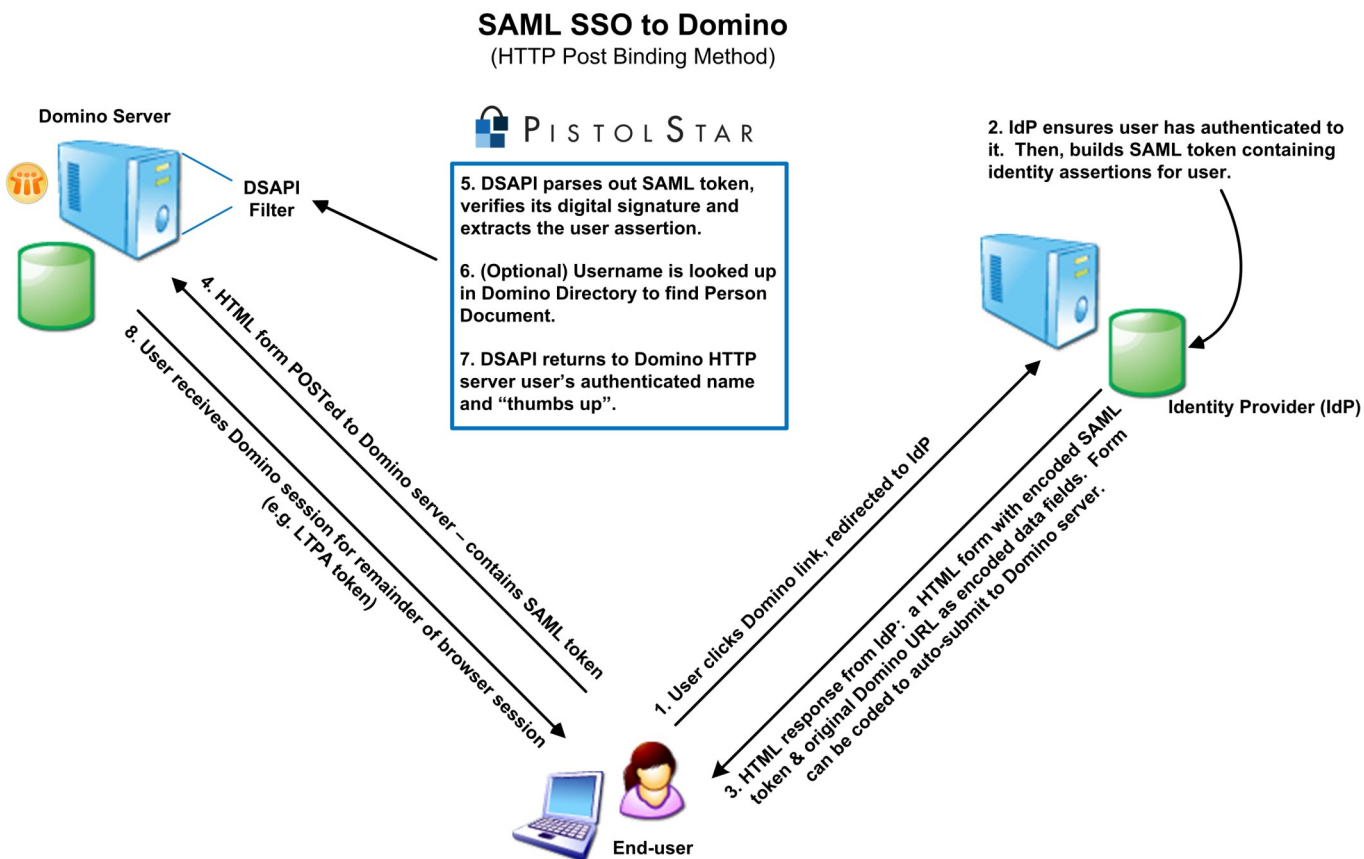 SAML SSO to Domino
(HTTP Post Binding Method)
Domino Server
PISTOLSTAR
DSAPI
Filter
5. DSAPI parses out SAML token,
verifies its digital signature and
extracts the user assertion.
6. (Optional) Username is looked up
in Domino Directory to find Person
Document.
7. DSAPI returns to Domino HTTP
server user's authenticated name
and “thumbs up”.
2. IdP ensures user has authenticated to
it.  Then, builds SAML token containing
identity assertions for user.
Identity Provider (IdP)
4. HTML form POSTed to Domino server – contains SAML token
8. User receives Domino session for remainder of browser session
(e.g. LTPA token)
1. User clicks Domino link, redirected to IdP
3. HTML response from IdP:  a HTML form with encoded SAML
token & original Domino URL as encoded data fields.  Form
can be coded to auto-submit to Domino server.
End-user